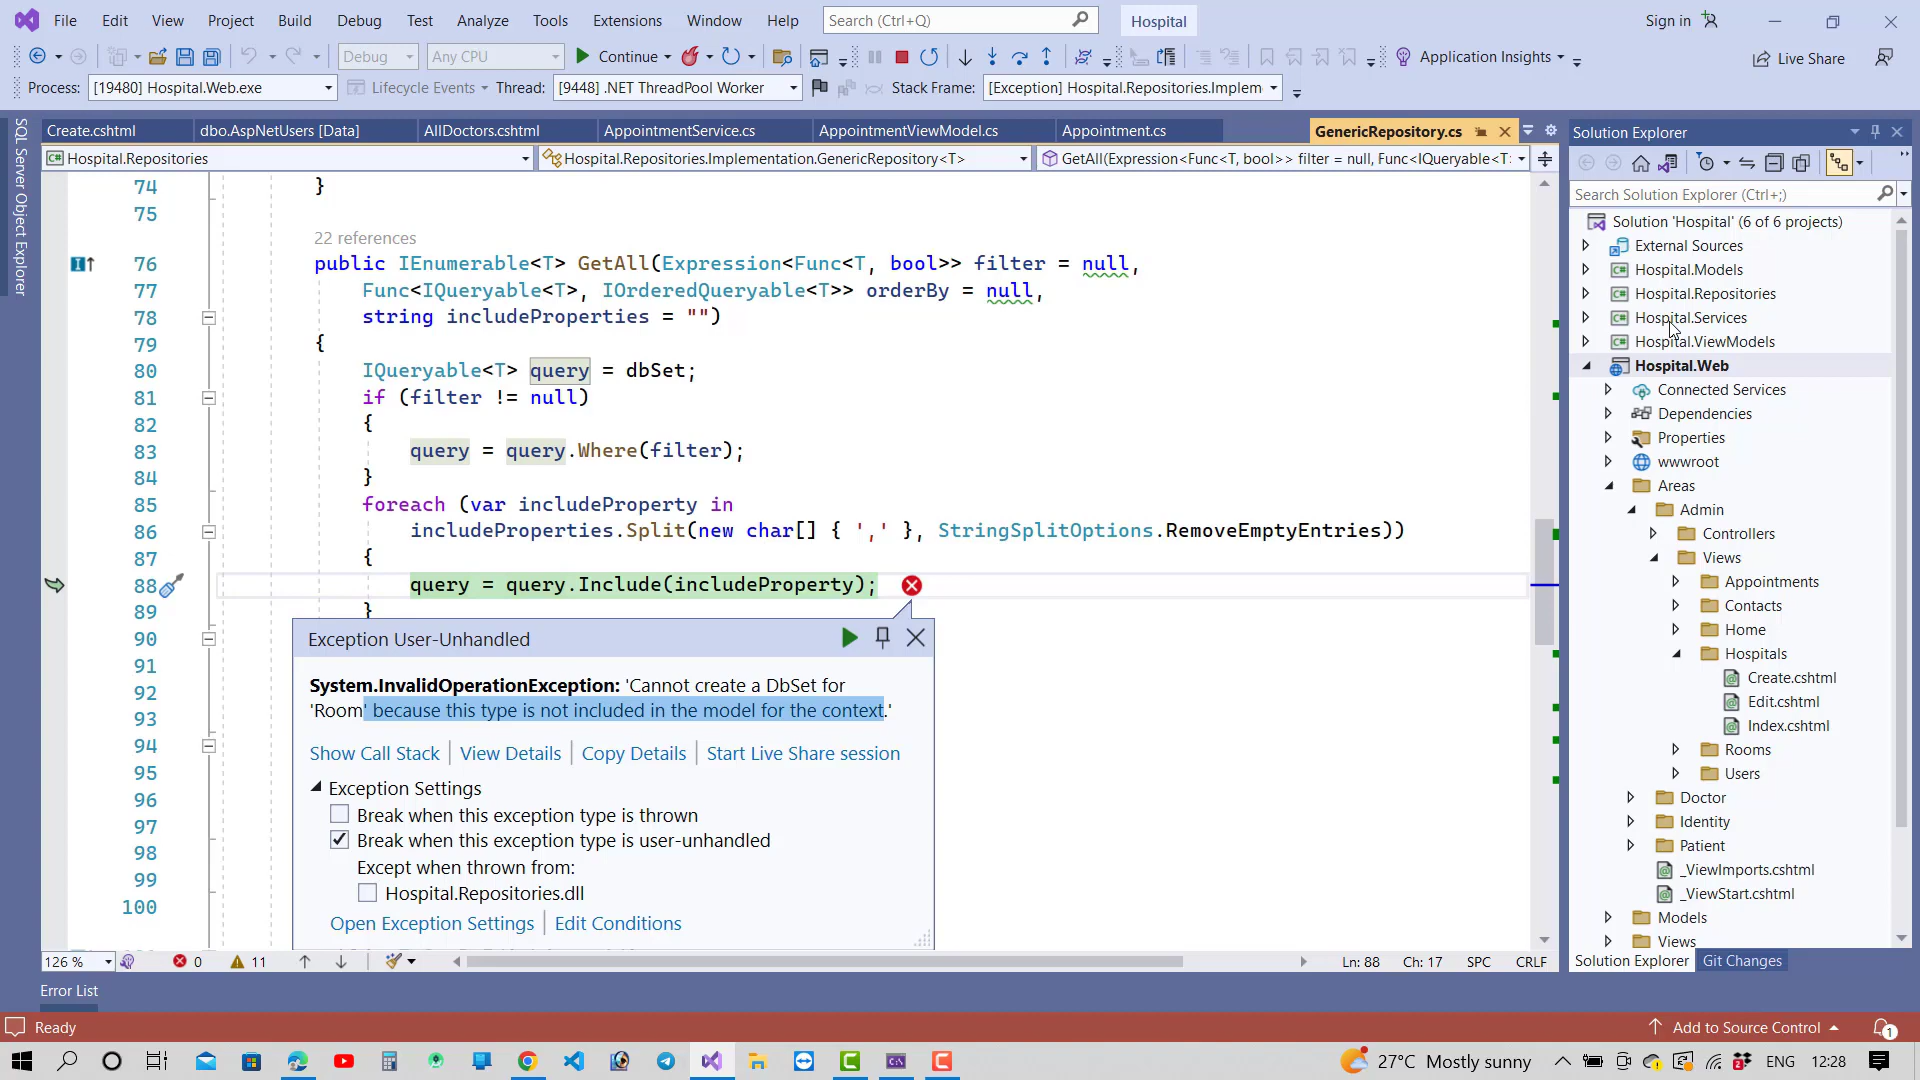 File Edit View Project Build Debug Test Analyze Tools Extensions Window Help Search (Ctrl+Q) Hospital Sign in
Debug Any CPU Continue Application Insights Live Share
Process: [19480] Hospital.Web.exe Lifecycle Events Thread: [9448] .NET ThreadPool Worker Stack Frame: [Exception] Hospital.Repositories.Implem
SQL Server Object Explorer
Create.cshtml dbo.AspNetUsers [Data] AllDoctors.cshtml AppointmentService.cs AppointmentViewModel.cs Appointment.cs GenericRepository.cs
Hospital.Repositories Hospital.Repositories.Implementation.GenericRepository<T> GetAll(Expression<Func<T, bool>> filter = null, Func<IQueryable<T
74 }
75
22 references
76 public IEnumerable<T> GetAll(Expression<Func<T, bool>> filter = null,
77 Func<IQueryable<T>, IOrderedQueryable<T>> orderBy = null,
78 string includeProperties = "")
79 {
80 IQueryable<T> query = dbSet;
81 if (filter != null)
82 {
83 query = query.Where(filter);
84 }
85 foreach (var includeProperty in
86 includeProperties.Split(new char[] { ',' }, StringSplitOptions.RemoveEmptyEntries))
87 {
88 query = query.Include(includeProperty);
89 }
90
91
92
93
94
95
96
97
98
99
100
Exception User-Unhandled
System.InvalidOperationException: 'Cannot create a DbSet for
'Room' because this type is not included in the model for the context.'
Show Call Stack View Details Copy Details Start Live Share session
Exception Settings
Break when this exception type is thrown
Break when this exception type is user-unhandled
Except when thrown from:
Hospital.Repositories.dll
Open Exception Settings Edit Conditions
126 % 0 11 Ln: 88 Ch: 17 SPC CRLF
Solution Explorer
Search Solution Explorer (Ctrl+;)
Solution 'Hospital' (6 of 6 projects)
External Sources
Hospital.Models
Hospital.Repositories
Hospital.Services
Hospital.ViewModels
Hospital.Web
Connected Services
Dependencies
Properties
wwwroot
Areas
Admin
Controllers
Views
Appointments
Contacts
Home
Hospitals
Create.cshtml
Edit.cshtml
Index.cshtml
Rooms
Users
Doctor
Identity
Patient
_ViewImports.cshtml
_ViewStart.cshtml
Models
Views
Solution Explorer Git Changes
Error List
Ready Add to Source Control 1
27°C Mostly sunny ENG 12:28